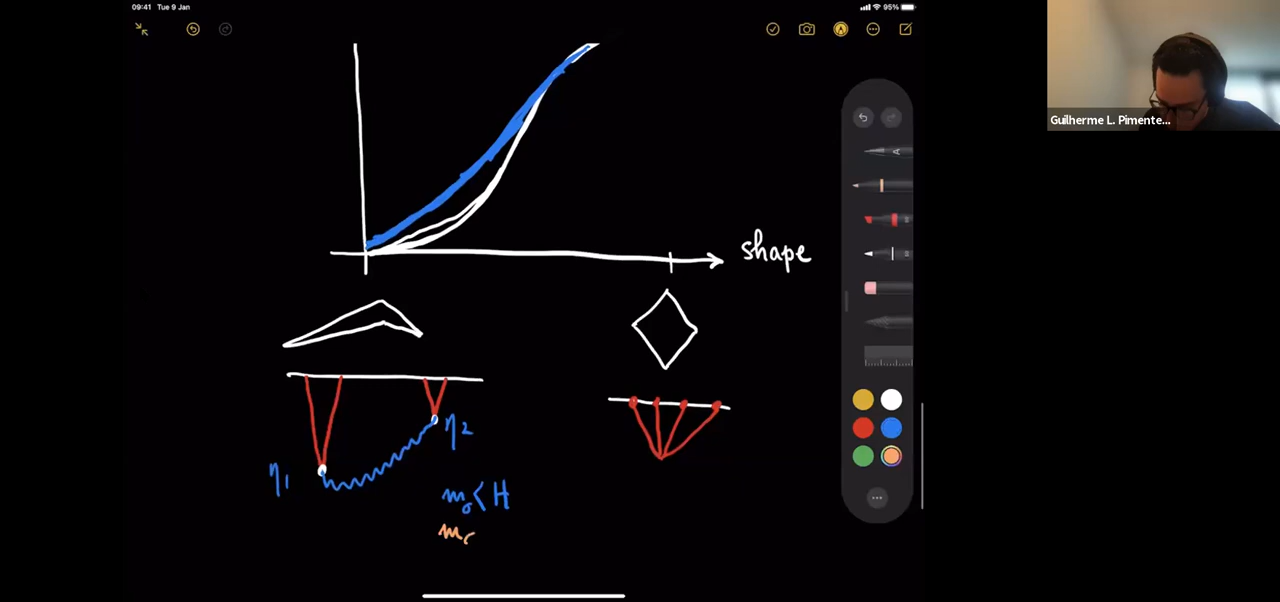 09:41 Tue 9 Jan
95%
Guilherme L. Pimente...
A
shape
η2
η1
mσ < H
m